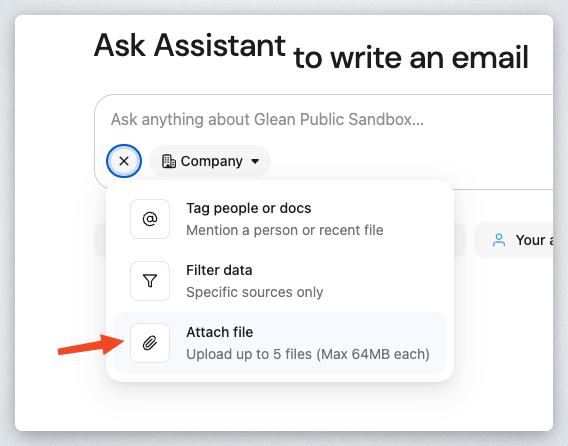 Ask Assistant to write an email
Ask anything about Glean Public Sandbox...
Company
Tag people or docs
Mention a person or recent file
Filter data
Specific sources only
Your a
Attach file
Upload up to 5 files (Max 64MB each)